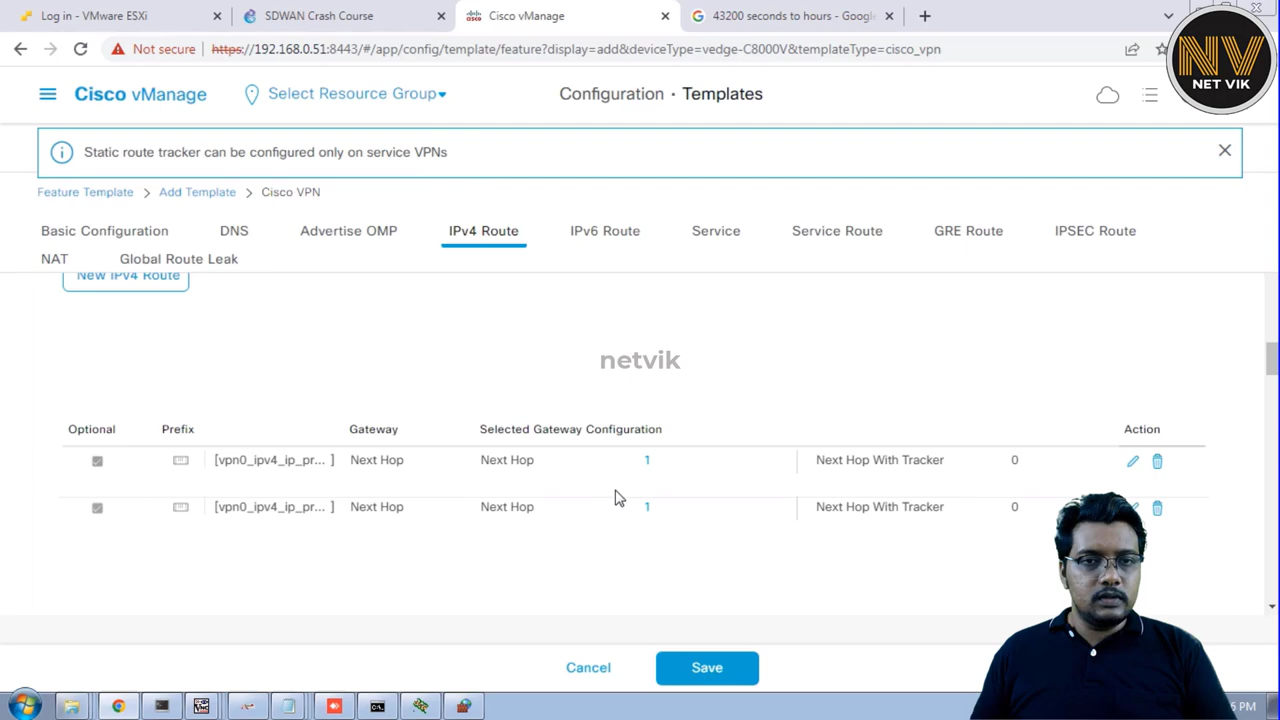 Log in - VMware ESXi
SDWAN Crash Course
Cisco vManage
43200 seconds to hours - Google
Not secure
https://192.168.0.51:8443/#/app/config/template/feature?display=add&deviceType=vedge-C8000V&templateType=cisco_vpn
NV
NET VIK
Cisco vManage
Select Resource Group
Configuration · Templates
Static route tracker can be configured only on service VPNs
Feature Template > Add Template > Cisco VPN
Basic Configuration DNS Advertise OMP IPv4 Route IPv6 Route Service Service Route GRE Route IPSEC Route
NAT Global Route Leak
New IPv4 Route
netvik
Optional Prefix Gateway Selected Gateway Configuration Action
[vpn0_ipv4_ip_pr... ] Next Hop Next Hop 1 Next Hop With Tracker 0
[vpn0_ipv4_ip_pr... ] Next Hop Next Hop 1 Next Hop With Tracker 0
Cancel Save
PM